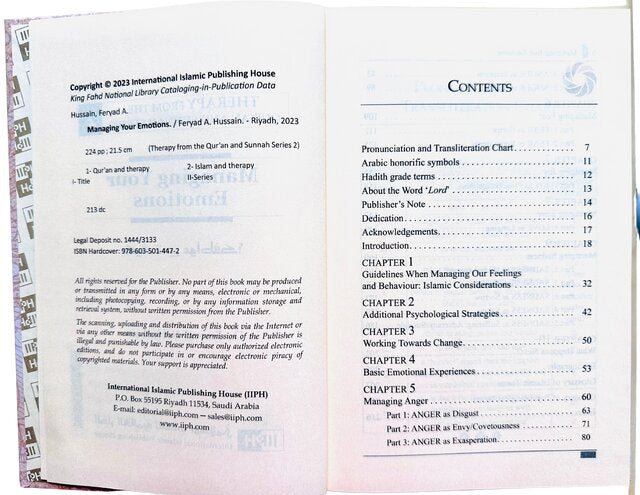 Copyright © 2023 International Islamic Publishing House
King Fahd National Library Cataloging-in-Publication Data
Hussain, Feryad A.
Managing Your Emotions. / Feryad A. Hussain. - Riyadh, 2023
224 pp ; 21.5 cm (Therapy from the Qur'an and Sunnah Series 2)
1- Qur'an and therapy 2- Islam and therapy
I- Title II-Series
213 dc
Legal Deposit no. 1444/3133
ISBN Hardcover: 978-603-501-447-2
All rights reserved for the Publisher. No part of this book may be produced
or transmitted in any form or by any means, electronic or mechanical,
including photocopying, recording, or by any information storage and
retrieval system, without written permission from the Publisher.
The scanning, uploading and distribution of this book via the Internet or
via any other means without the written permission of the Publisher is
illegal and punishable by law. Please purchase only authorized electronic
editions, and do not participate in or encourage electronic piracy of
copyrighted materials. Your support is appreciated.
International Islamic Publishing House (IIPH)
P.O. Box 55195 Riyadh 11534, Saudi Arabia
E-mail: editorial@iiph.com — sales@iiph.com
www.iiph.com
CONTENTS
Pronunciation and Transliteration Chart 7
Arabic honorific symbols 11
Hadith grade terms 12
About the Word 'Lord' 13
Publisher's Note 14
Dedication 16
Acknowledgements 17
Introduction 18
CHAPTER 1
Guidelines When Managing Our Feelings
and Behaviour: Islamic Considerations 32
CHAPTER 2
Additional Psychological Strategies 42
CHAPTER 3
Working Towards Change 50
CHAPTER 4
Basic Emotional Experiences 53
CHAPTER 5
Managing Anger 60
Part 1: ANGER as Disgust 63
Part 2: ANGER as Envy/Covetousness 71
Part 3: ANGER as Exasperation 80